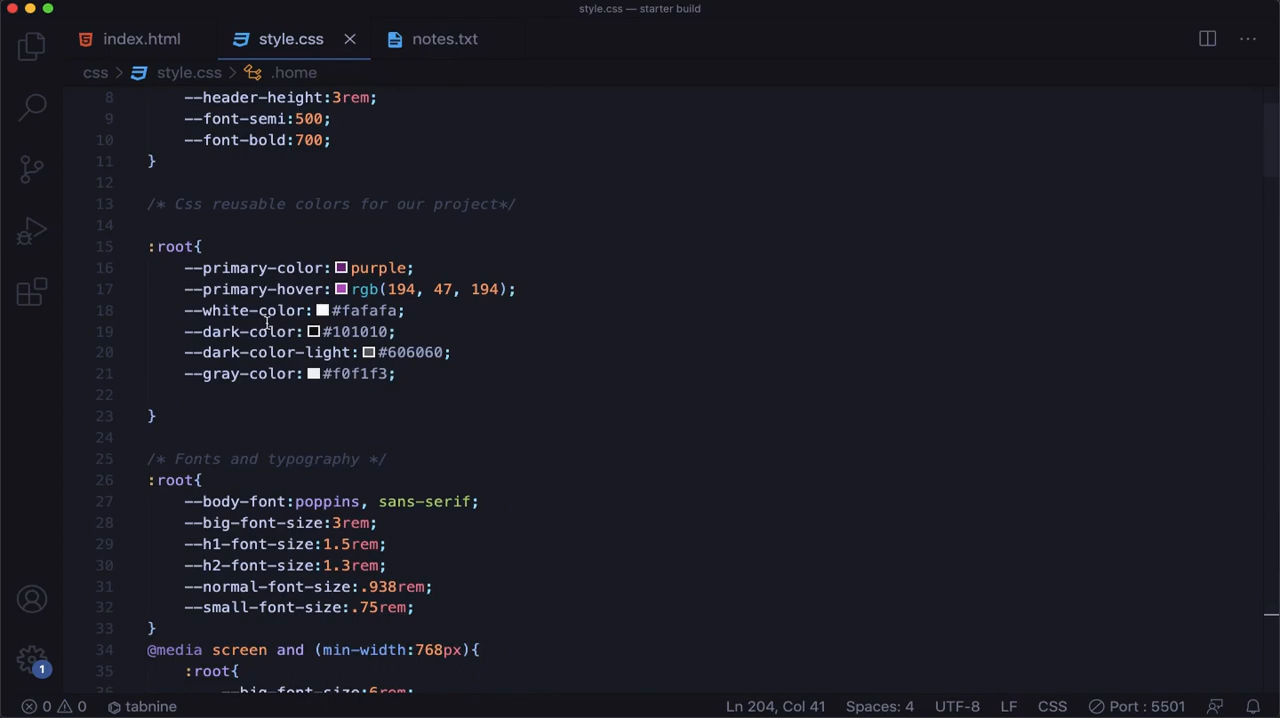 style.css — starter build
index.html style.css notes.txt
css > style.css > .home
8 --header-height:3rem;
9 --font-semi:500;
10 --font-bold:700;
11 }
12
13 /* Css reusable colors for our project*/
14
15 :root{
16 --primary-color:purple;
17 --primary-hover:rgb(194, 47, 194);
18 --white-color:#fafafa;
19 --dark-color:#101010;
20 --dark-color-light:#606060;
21 --gray-color:#f0f1f3;
22
23 }
24
25 /* Fonts and typography */
26 :root{
27 --body-font:poppins, sans-serif;
28 --big-font-size:3rem;
29 --h1-font-size:1.5rem;
30 --h2-font-size:1.3rem;
31 --normal-font-size:.938rem;
32 --small-font-size:.75rem;
33 }
34 @media screen and (min-width:768px){
35 :root{
36 --big-font-size:6rem;
1
0 0 tabnine Ln 204, Col 41 Spaces: 4 UTF-8 LF CSS Port : 5501